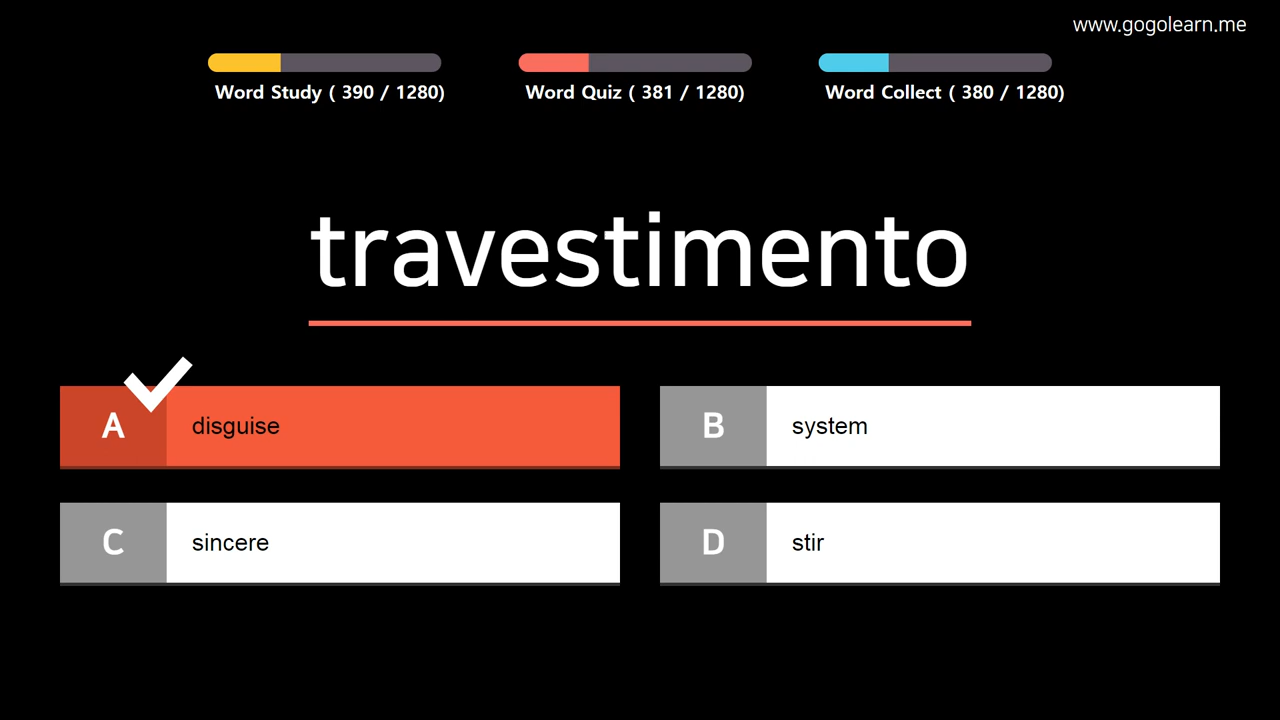 www.gogolearn.me
Word Study ( 390 / 1280)
Word Quiz ( 381 / 1280)
Word Collect ( 380 / 1280)
travestimento
A disguise
B system
C sincere
D stir